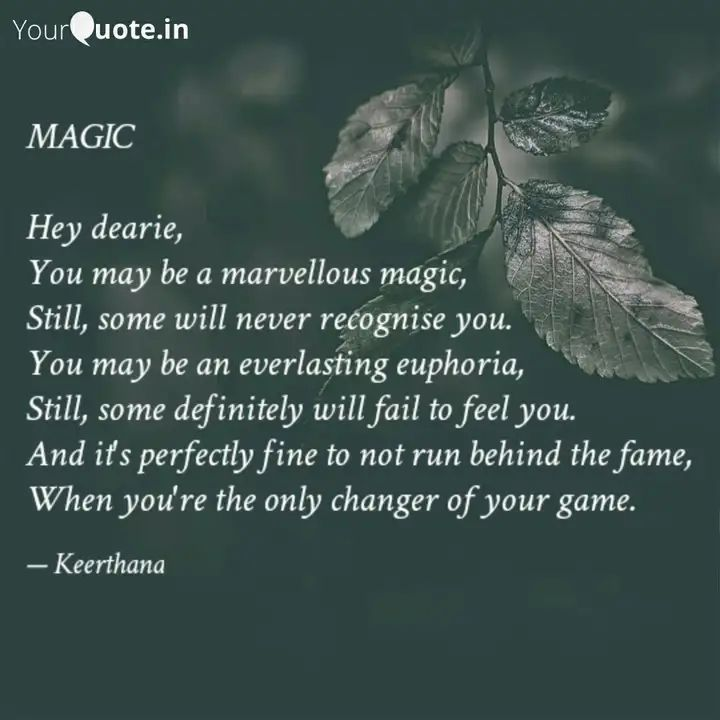 YourQuote.in
MAGIC
Hey dearie,
You may be a marvellous magic,
Still, some will never recognise you.
You may be an everlasting euphoria,
Still, some definitely will fail to feel you.
And it's perfectly fine to not run behind the fame,
When you're the only changer of your game.
— Keerthana